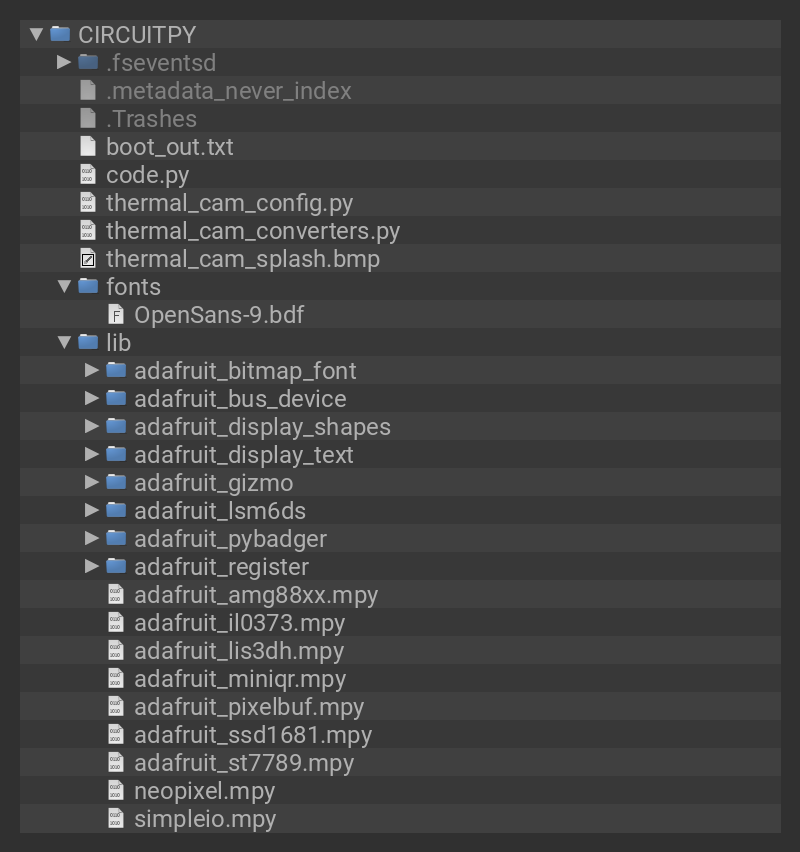 CIRCUITPY
.fseventsd
.metadata_never_index
.Trashes
boot_out.txt
code.py
thermal_cam_config.py
thermal_cam_converters.py
thermal_cam_splash.bmp
fonts
OpenSans-9.bdf
lib
adafruit_bitmap_font
adafruit_bus_device
adafruit_display_shapes
adafruit_display_text
adafruit_gizmo
adafruit_lsm6ds
adafruit_pybadger
adafruit_register
adafruit_amg88xx.mpy
adafruit_il0373.mpy
adafruit_lis3dh.mpy
adafruit_miniqr.mpy
adafruit_pixelbuf.mpy
adafruit_ssd1681.mpy
adafruit_st7789.mpy
neopixel.mpy
simpleio.mpy